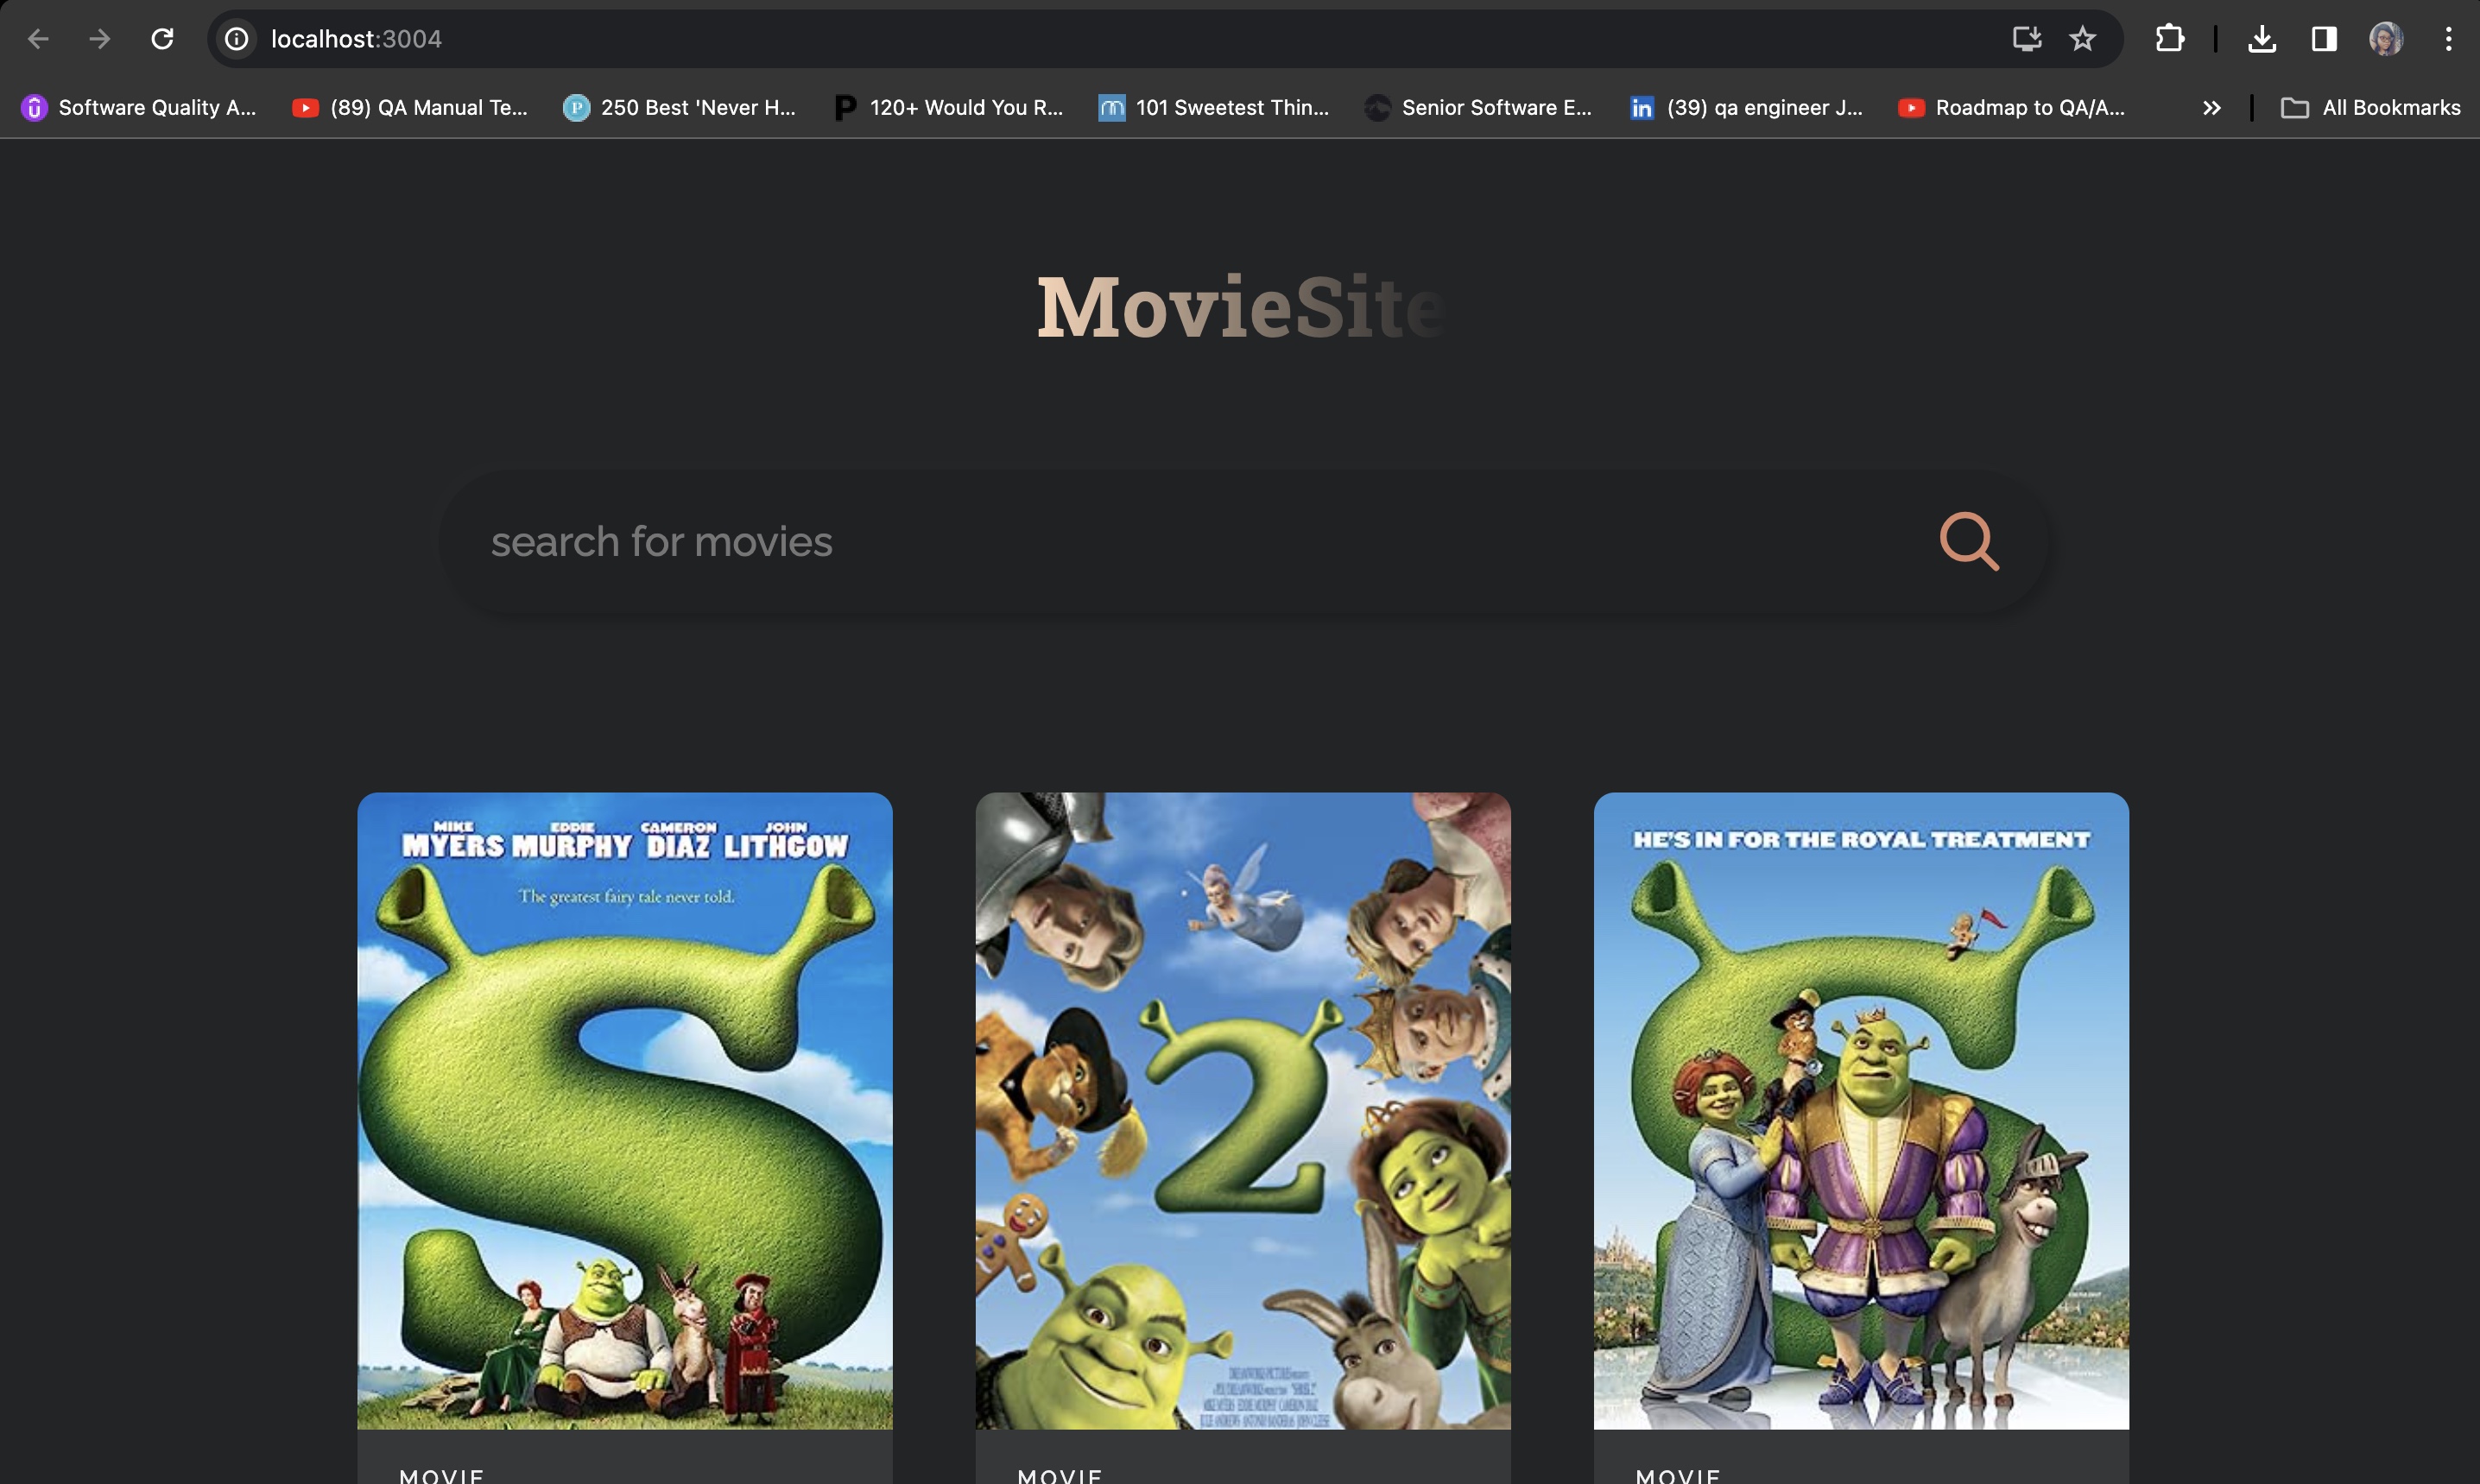 localhost:3004
Software Quality A...
(89) QA Manual Te...
250 Best 'Never H...
120+ Would You R...
101 Sweetest Thin...
Senior Software E...
(39) qa engineer J...
Roadmap to QA/A...
All Bookmarks
MovieSite
search for movies
MIKE EDDIE CAMERON JOHN
MYERS MURPHY DIAZ LITHGOW
The greatest fairy tale never told.
2
HE'S IN FOR THE ROYAL TREATMENT
MOVIE
MOVIE
MOVIE